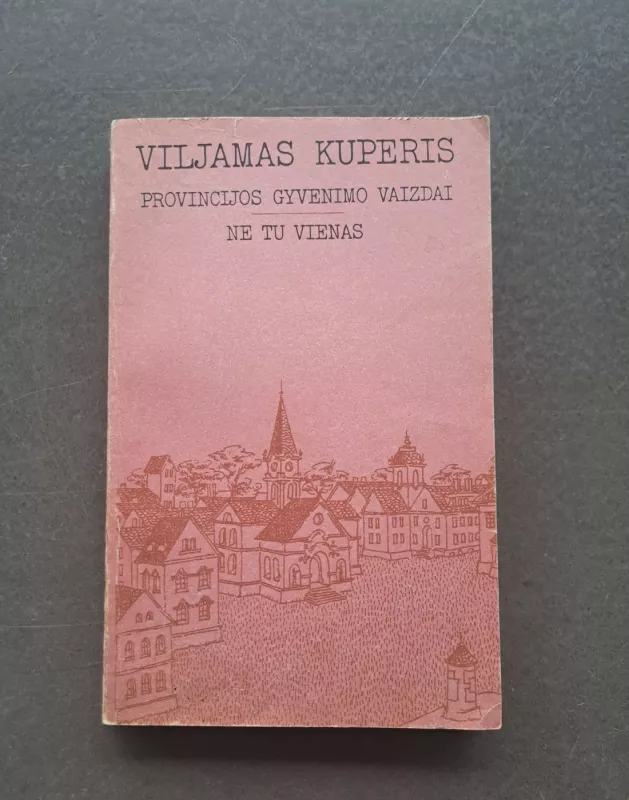 VILJAMAS KUPERIS
PROVINCIJOS GYVENIMO VAIZDAI
NE TU VIENAS